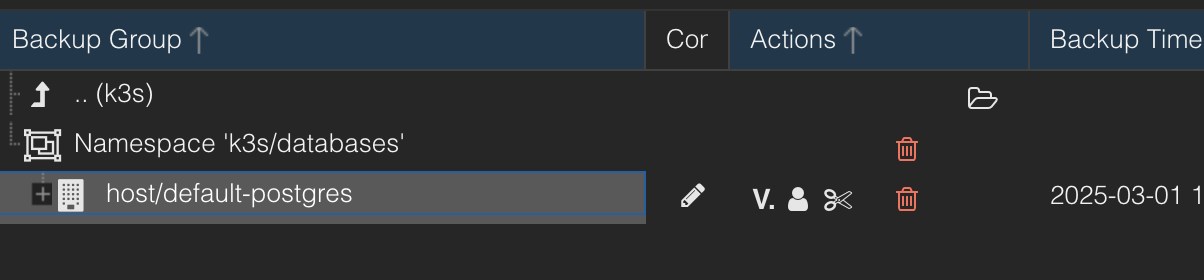 Backup Group ↑ Cor Actions ↑ Backup Time
.. (k3s)
Namespace 'k3s/databases'
host/default-postgres V. 2025-03-01 1